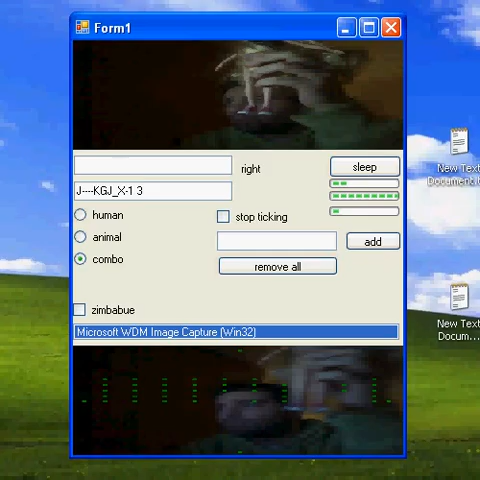 Form1
right
sleep
J----KGJ_X-1 3
human
stop ticking
animal
add
combo
remove all
zimbabue
Microsoft WDM Image Capture (Win32)
New Text
Document.
New Text
Docum...